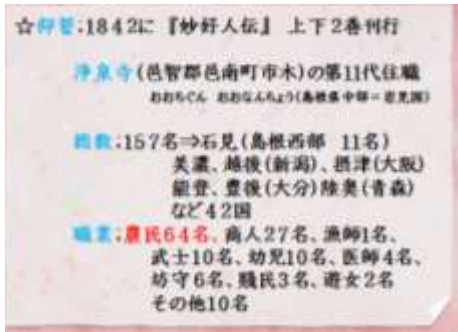 ☆仰誓:1842に『妙好人伝』 上下2巻刊行
浄泉寺(邑智郡邑南町市木)の第11代住職
おおちぐん おおなんちょう(島根県中部=石見国)
総数:157名⇒石見(島根西部 11名)
美濃、越後(新潟)、摂津(大阪)
能登、豊後(大分)陸奥(青森)
など42国
職業:農民64名、商人27名、漁師1名、
武士10名、幼児10名、医師4名、
坊守6名、賤民3名、遊女2名
その他10名